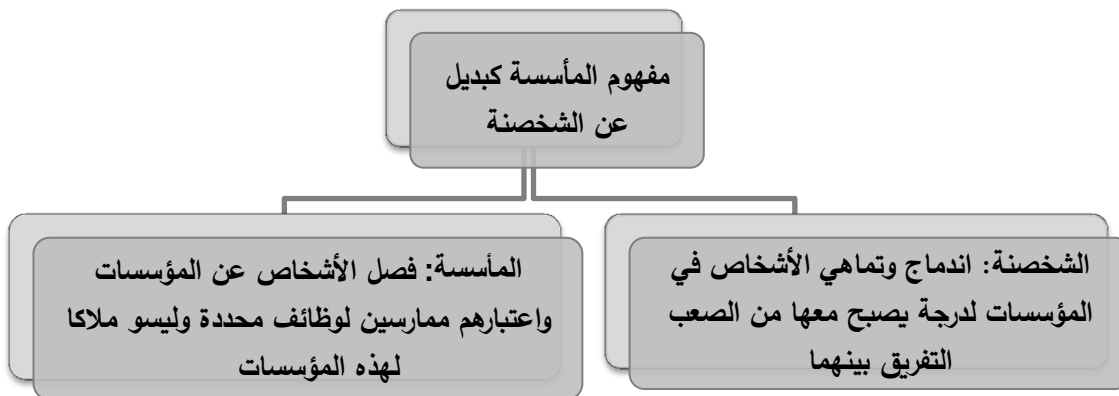 مفهوم المأسسة كبديل
عن الشخصنة
الشخصنة: اندماج وتماهي الأشخاص في
المؤسسات لدرجة يصبح معها من الصعب
التفريق بينهما
المأسسة: فصل الأشخاص عن المؤسسات
واعتبارهم ممارسين لوظائف محددة وليسو ملاكا
لهذه المؤسسات